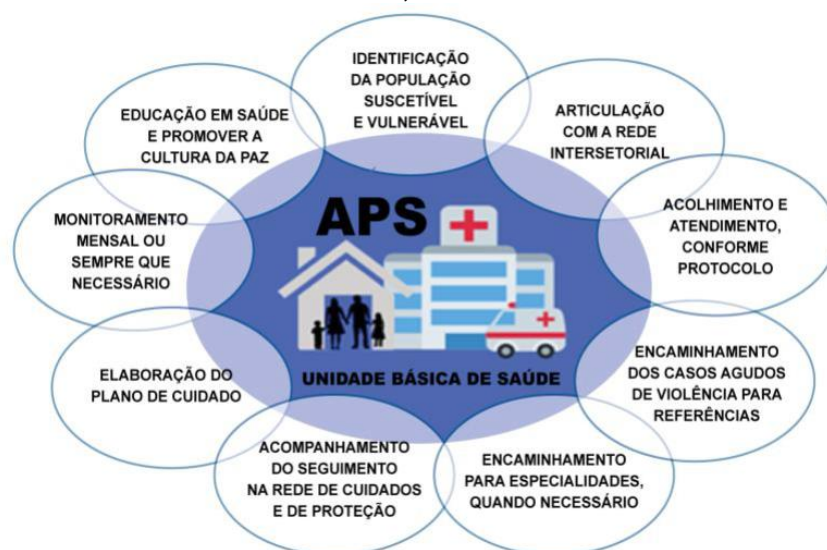 IDENTIFICAÇÃO
DA POPULAÇÃO
SUSCETÍVEL
E VULNERÁVEL
ARTICULAÇÃO
COM A REDE
INTERSETORIAL
ACOLHIMENTO E
ATENDIMENTO,
CONFORME
PROTOCOLO
ENCAMINHAMENTO
DOS CASOS AGUDOS
DE VIOLÊNCIA PARA
REFERÊNCIAS
ENCAMINHAMENTO
PARA ESPECIALIDADES,
QUANDO NECESSÁRIO
ACOMPANHAMENTO
DO SEGUIMENTO
NA REDE DE CUIDADOS
E DE PROTEÇÃO
ELABORAÇÃO DO
PLANO DE CUIDADO
MONITORAMENTO
MENSAL OU
SEMPRE QUE
NECESSÁRIO
EDUCAÇÃO EM SAÚDE
E PROMOVER A
CULTURA DA PAZ
APS
UNIDADE BÁSICA DE SAÚDE